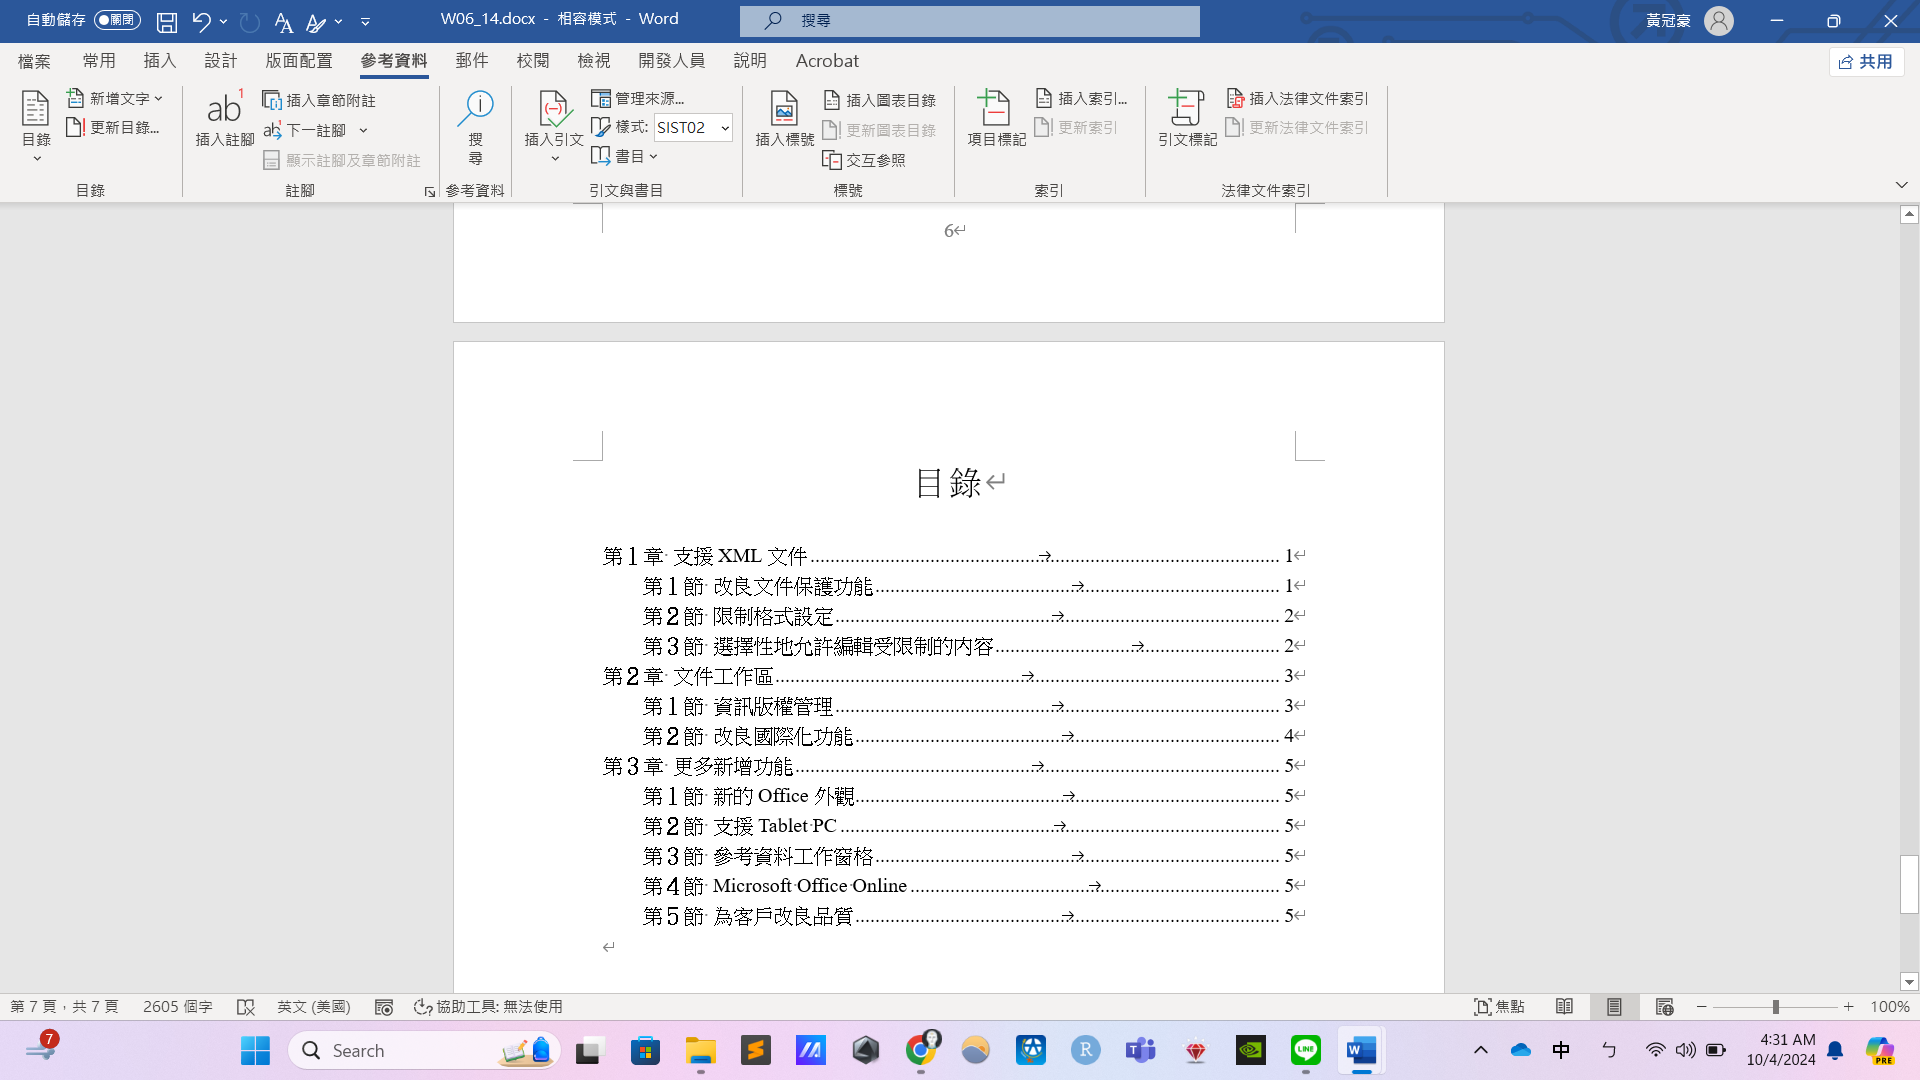 自動儲存 關閉 W06_14.docx - 相容模式 - Word 搜尋 黃冠豪
檔案 常用 插入 設計 版面配置 參考資料 郵件 校閱 檢視 開發人員 說明 Acrobat 共用
目錄
新增文字
更新目錄...
目錄
ab1
插入註腳
插入章節附註
下一註腳
顯示註腳及章節附註
註腳
搜
尋
參考資料
插入引文
管理來源...
樣式: SIST02
書目
引文與書目
插入標號
插入圖表目錄
更新圖表目錄
交互參照
標號
項目標記
插入索引...
更新索引
索引
引文標記
插入法律文件索引
更新法律文件索引
法律文件索引
6↵
目錄↵
第1章 支援 XML 文件..........→..........1↵
第1節 改良文件保護功能..........→..........1↵
第2節 限制格式設定..........→..........2↵
第3節 選擇性地允許編輯受限制的內容..........→..........2↵
第2章 文件工作區..........→..........3↵
第1節 資訊版權管理..........→..........3↵
第2節 改良國際化功能..........→..........4↵
第3章 更多新增功能..........→..........5↵
第1節 新的 Office 外觀..........→..........5↵
第2節 支援 Tablet·PC..........→..........5↵
第3節 參考資料工作窗格..........→..........5↵
第4節 Microsoft·Office·Online..........→..........5↵
第5節 為客戶改良品質..........→..........5↵
↵
第 7 頁，共 7 頁 2605 個字 英文 (美國) 協助工具: 無法使用 焦點 − + 100%
7 Search LINE 中 ㄣ 4:31 AM PRE
10/4/2024